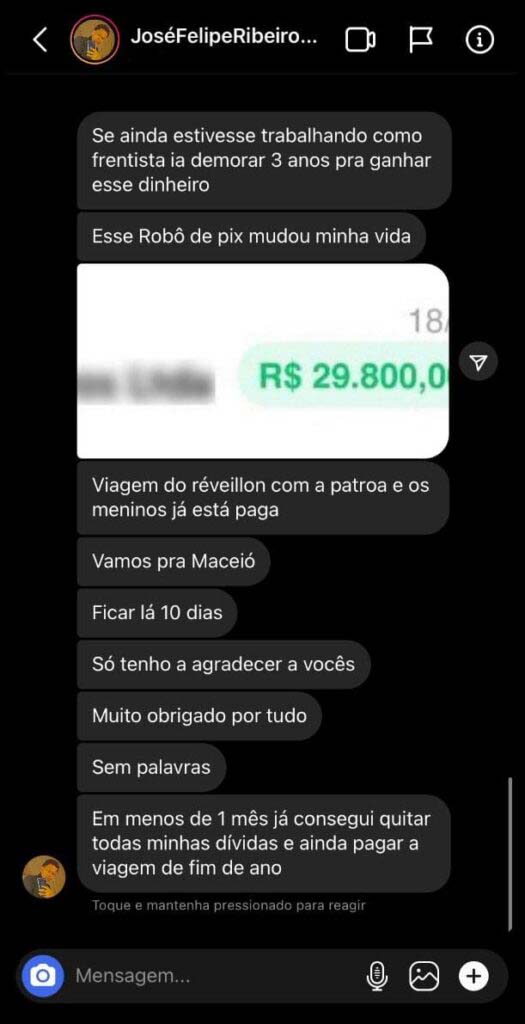 JoséFelipeRibeiro...
Se ainda estivesse trabalhando como
frentista ia demorar 3 anos pra ganhar
esse dinheiro
Esse Robô de pix mudou minha vida
18/
R$ 29.800,0
Viagem do réveillon com a patroa e os
meninos já está paga
Vamos pra Maceió
Ficar lá 10 dias
Só tenho a agradecer a vocês
Muito obrigado por tudo
Sem palavras
Em menos de 1 mês já consegui quitar
todas minhas dívidas e ainda pagar a
viagem de fim de ano
Toque e mantenha pressionado para reagir
Mensagem...